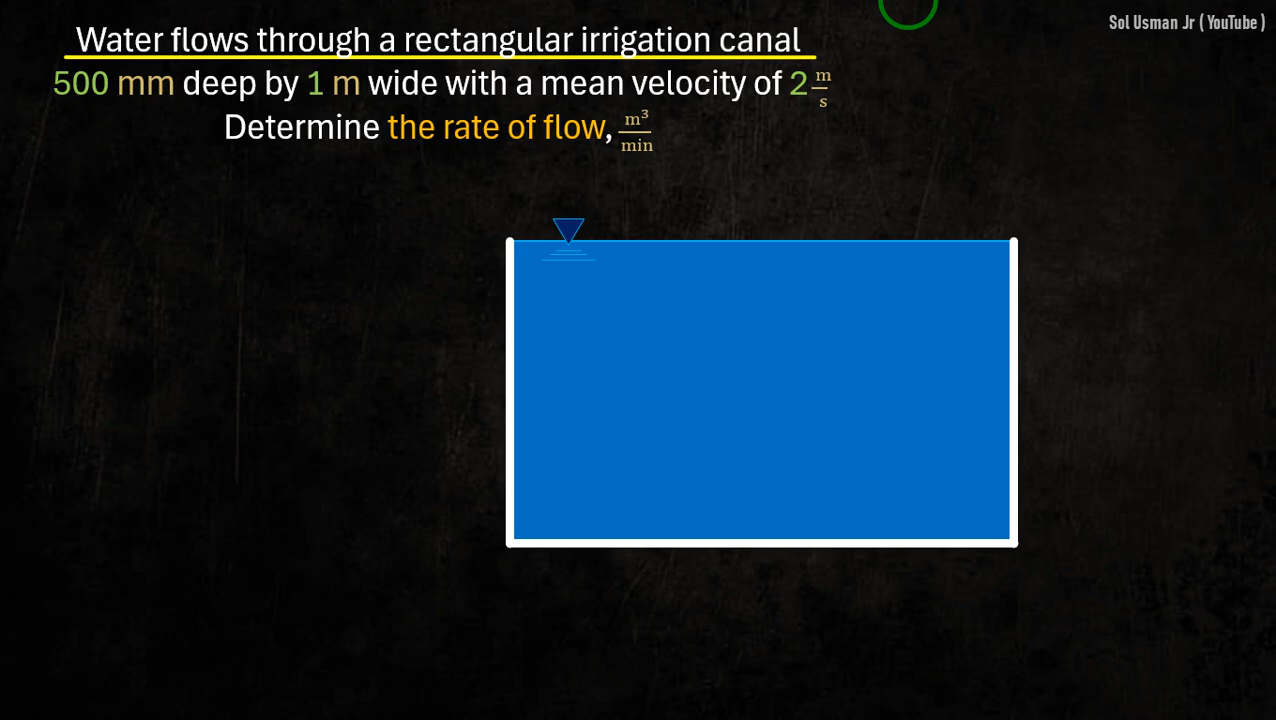 Sol Usman Jr ( YouTube )
Water flows through a rectangular irrigation canal
500 mm deep by 1 m wide with a mean velocity of 2 m/s
Determine the rate of flow, m³/min